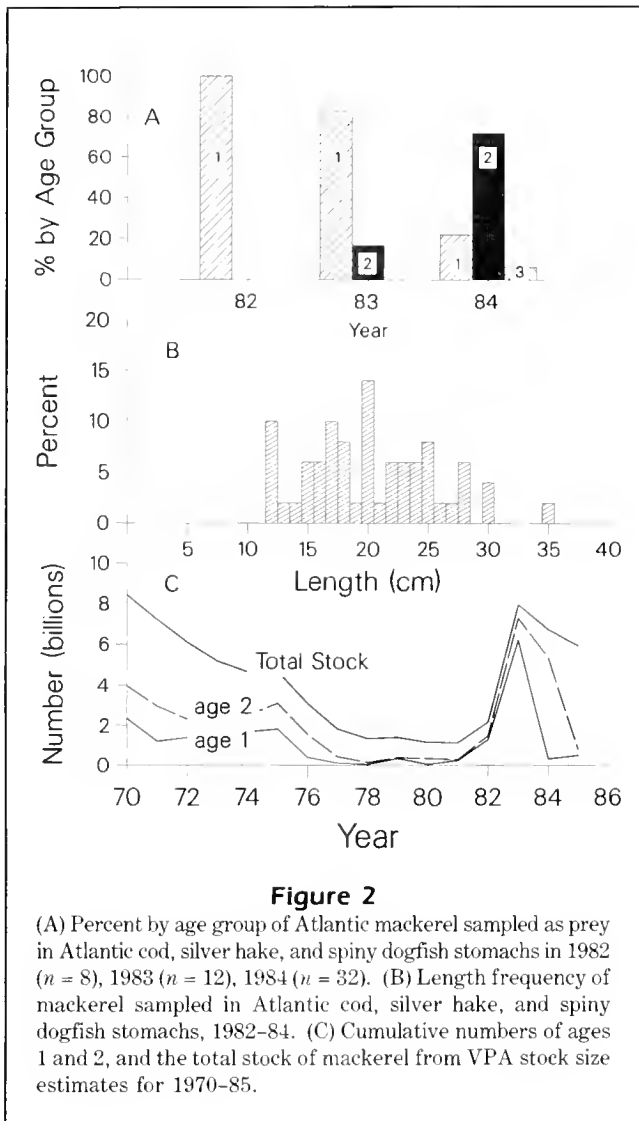 100
80
60
40
20
0
% by Age Group
A
1
1
2
1
2
3
82
83
84
Year
20
15
10
5
0
Percent
B
5
10
15
20
25
30
35
40
Length (cm)
10
8
6
4
2
0
Number (billions)
C
Total Stock
age 2
age 1
70
72
74
76
78
80
82
84
86
Year
Figure 2
(A) Percent by age group of Atlantic mackerel sampled as prey
in Atlantic cod, silver hake, and spiny dogfish stomachs in 1982
(n = 8), 1983 (n = 12), 1984 (n = 32). (B) Length frequency of
mackerel sampled in Atlantic cod, silver hake, and spiny
dogfish stomachs, 1982–84. (C) Cumulative numbers of ages
1 and 2, and the total stock of mackerel from VPA stock size
estimates for 1970–85.